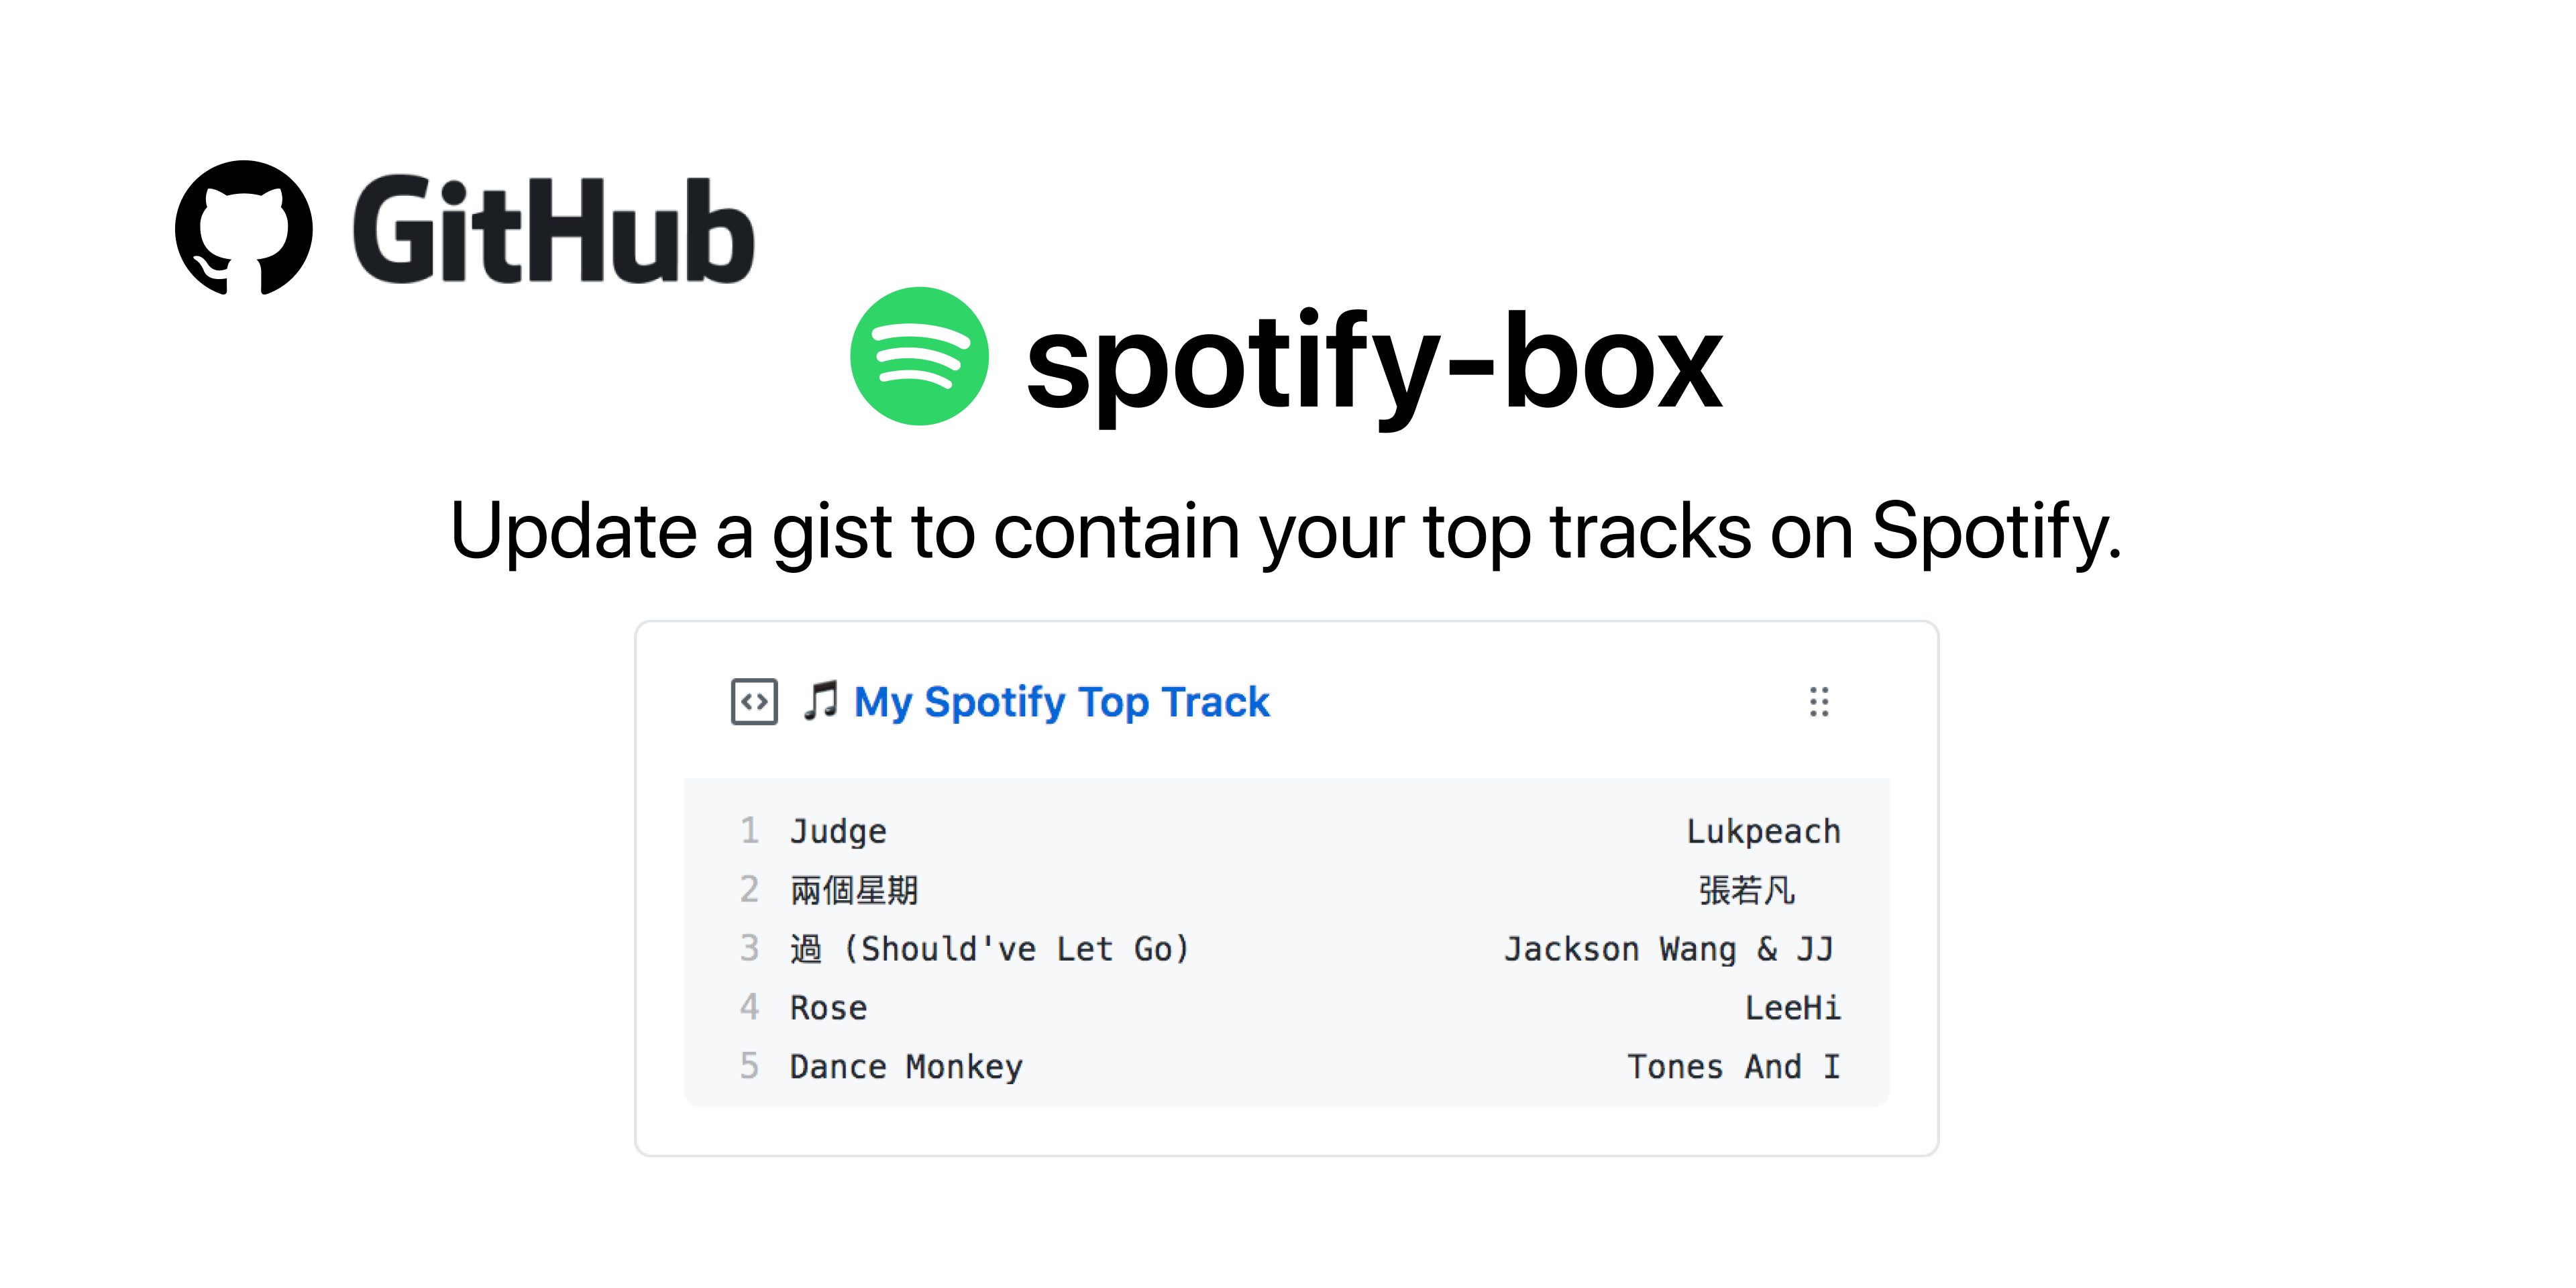 GitHub
spotify-box
Update a gist to contain your top tracks on Spotify.
My Spotify Top Track
1 Judge Lukpeach
2 兩個星期 張若凡
3 過 (Should've Let Go) Jackson Wang & JJ
4 Rose LeeHi
5 Dance Monkey Tones And I